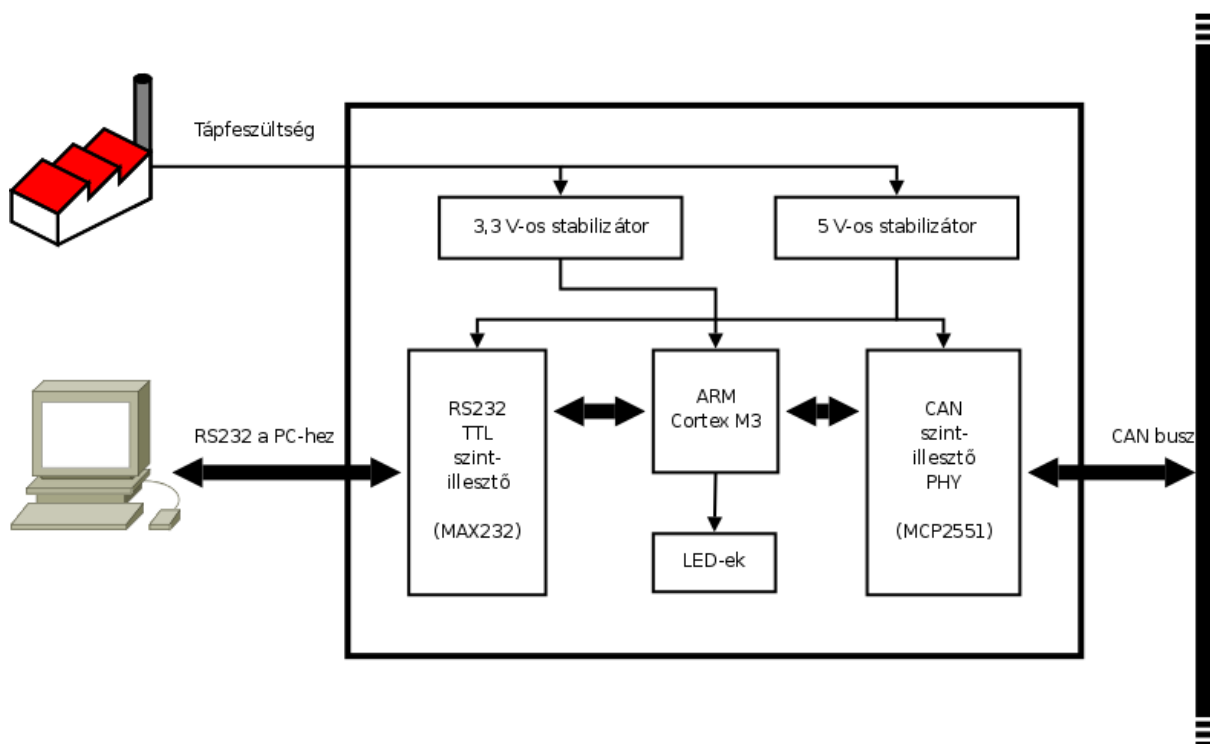 Tápfeszültség
3,3 V-os stabilizátor
5 V-os stabilizátor
RS232 a PC-hez
RS232
TTL
szint-
illesztő
(MAX232)
ARM
Cortex M3
LED-ek
CAN
szint-
illesztő
PHY
(MCP2551)
CAN busz